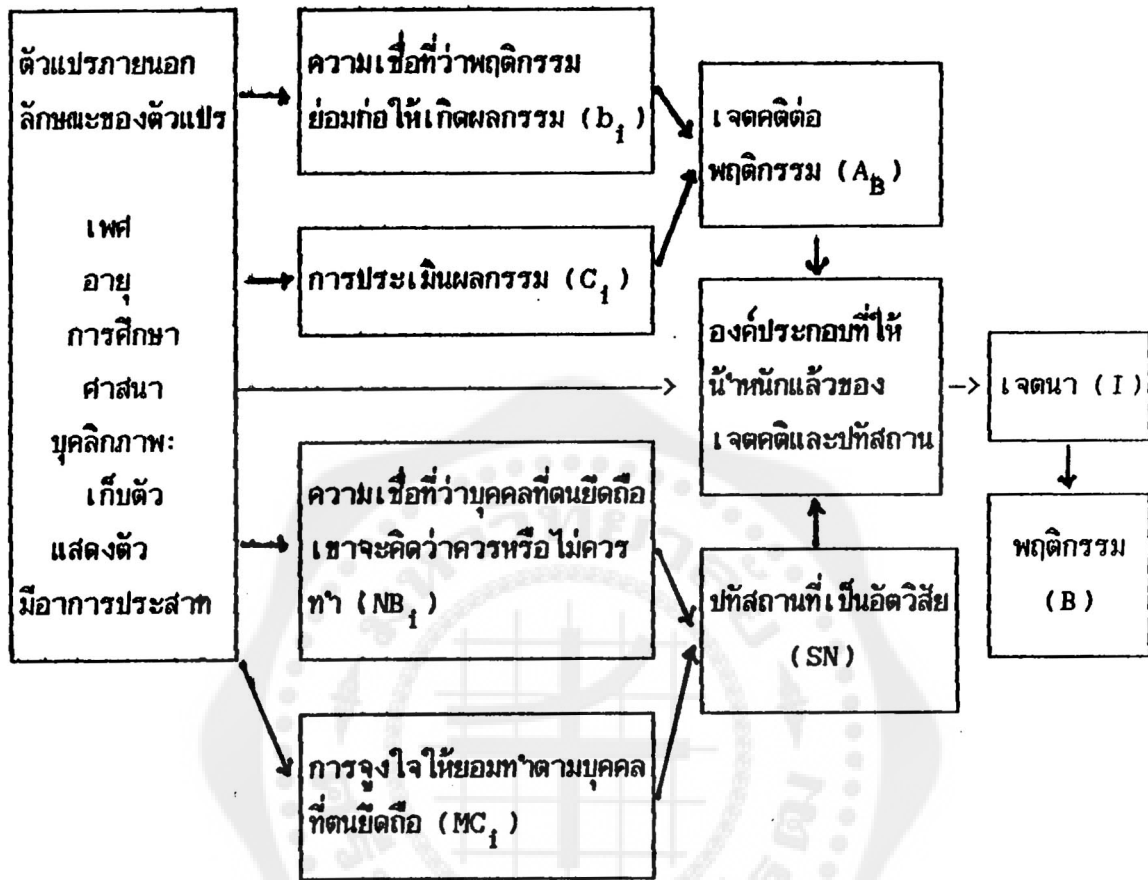 ตัวแปรภายนอก
ลักษณะของตัวแปร
เพศ
อายุ
การศึกษา
ศาสนา
บุคลิกภาพ:
เก็บตัว
แสดงตัว
มีอาการประสาท
ความเชื่อที่ว่าพฤติกรรม
ย่อมก่อให้เกิดผลกรรม (b_i)
การประเมินผลกรรม (C_i)
ความเชื่อที่ว่าบุคคลที่ตนยึดถือ
เขาจะคิดว่าควรหรือไม่ควร
ทำ (NB_i)
การจูงใจให้ยอมทำตามบุคคล
ที่ตนยึดถือ (MC_i)
เจตคติต่อ
พฤติกรรม (A_B)
องค์ประกอบที่ให้
น้ำหนักแล้วของ
เจตคติและปทัสถาน
ปทัสถานที่เป็นอัตวิสัย
(SN)
เจตนา (I)
พฤติกรรม
(B)